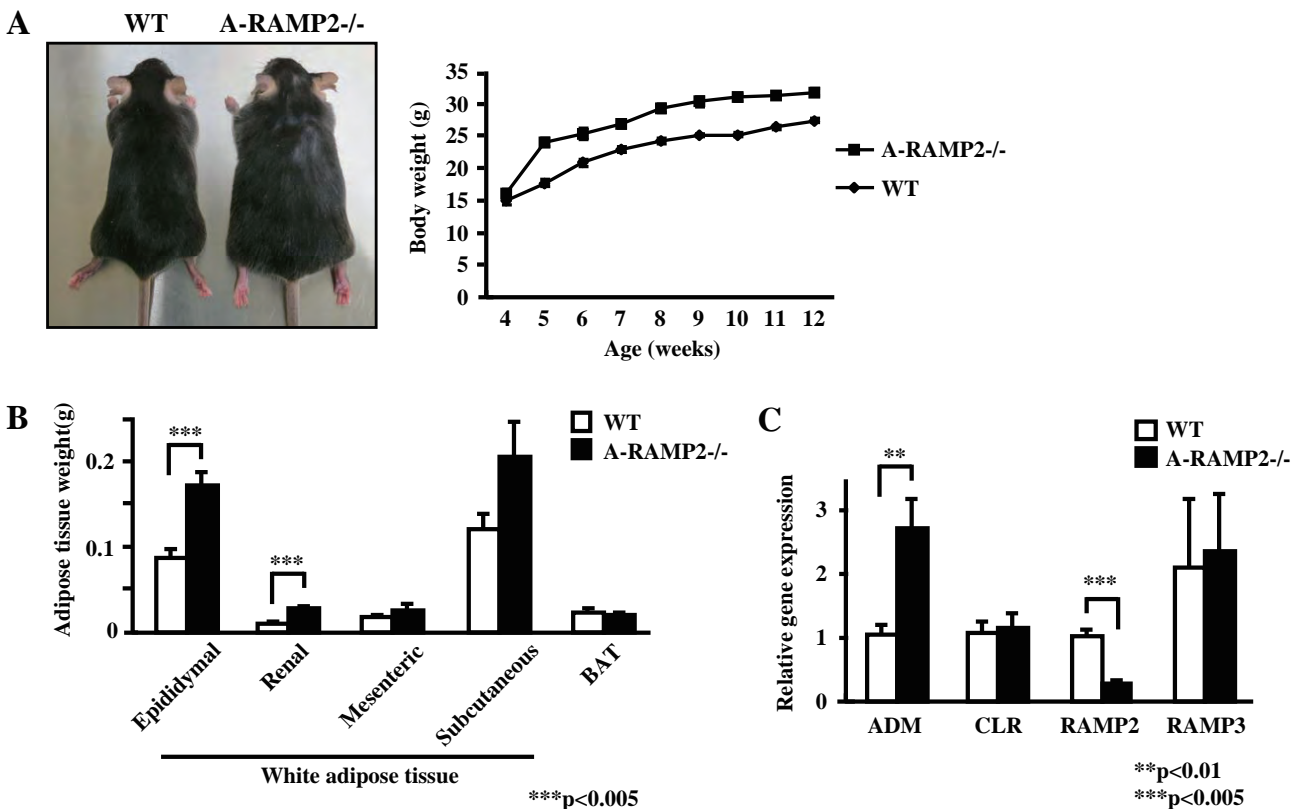 A
WT A-RAMP2-/-
Body weight (g)
35
30
25
20
15
10
5
0
4 5 6 7 8 9 10 11 12
Age (weeks)
A-RAMP2-/-
WT
B
Adipose tissue weight(g)
0.2
0.1
0
***
***
WT
A-RAMP2-/-
Epididymal
Renal
Mesenteric
Subcutaneous
BAT
White adipose tissue
***p<0.005
C
Relative gene expression
3
2
1
0
**
***
WT
A-RAMP2-/-
ADM CLR RAMP2 RAMP3
**p<0.01
***p<0.005